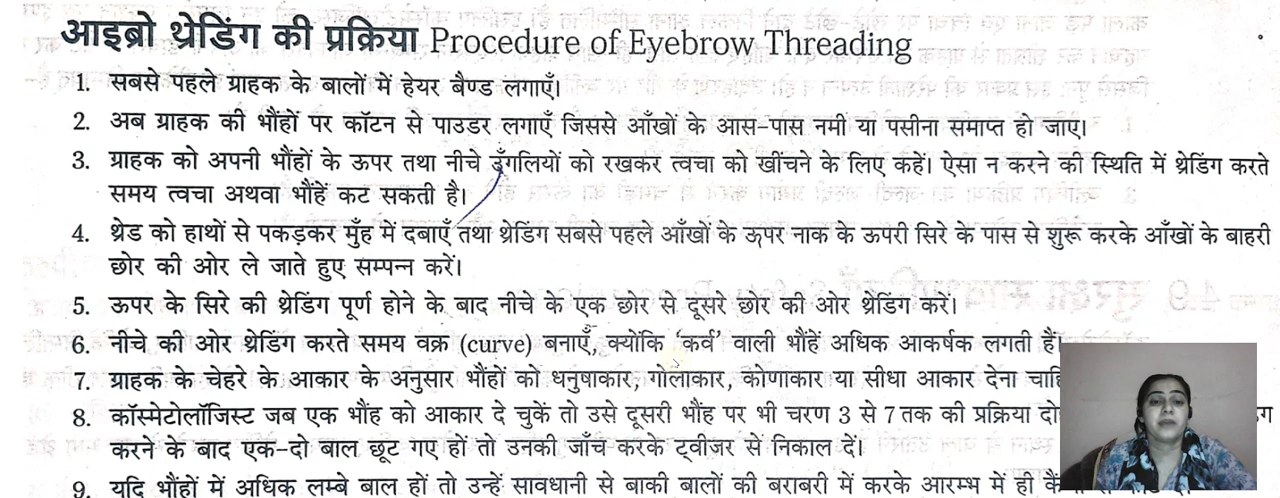 आइब्रो थ्रेडिंग की प्रक्रिया Procedure of Eyebrow Threading
1. सबसे पहले ग्राहक के बालों में हेयर बैण्ड लगाएँ।
2. अब ग्राहक की भौंहों पर कॉटन से पाउडर लगाएँ जिससे आँखों के आस-पास नमी या पसीना समाप्त हो जाए।
3. ग्राहक को अपनी भौंहों के ऊपर तथा नीचे उँगलियों को रखकर त्वचा को खींचने के लिए कहें। ऐसा न करने की स्थिति में थ्रेडिंग करते
समय त्वचा अथवा भौंहें कट सकती है।
4. थ्रेड को हाथों से पकड़कर मुँह में दबाएँ तथा थ्रेडिंग सबसे पहले आँखों के ऊपर नाक के ऊपरी सिरे के पास से शुरू करके आँखों के बाहरी
छोर की ओर ले जाते हुए सम्पन्न करें।
5. ऊपर के सिरे की थ्रेडिंग पूर्ण होने के बाद नीचे के एक छोर से दूसरे छोर की ओर थ्रेडिंग करें।
6. नीचे की ओर थ्रेडिंग करते समय वक्र (curve) बनाएँ, क्योंकि 'कर्व' वाली भौंहें अधिक आकर्षक लगती हैं।
7. ग्राहक के चेहरे के आकार के अनुसार भौंहों को धनुषाकार, गोलाकार, कोणाकार या सीधा आकार देना
8. कॉस्मेटोलॉजिस्ट जब एक भौंह को आकार दे चुकें तो उसे दूसरी भौंह पर भी चरण 3 से 7 तक की प्रक्रिया
करने के बाद एक-दो बाल छूट गए हों तो उनकी जाँच करके ट्वीजर से निकाल दें।
9. यदि भौंहों में अधिक लम्बे बाल हों तो उन्हें सावधानी से बाकी बालों की बराबरी में करके आरम्भ में ही